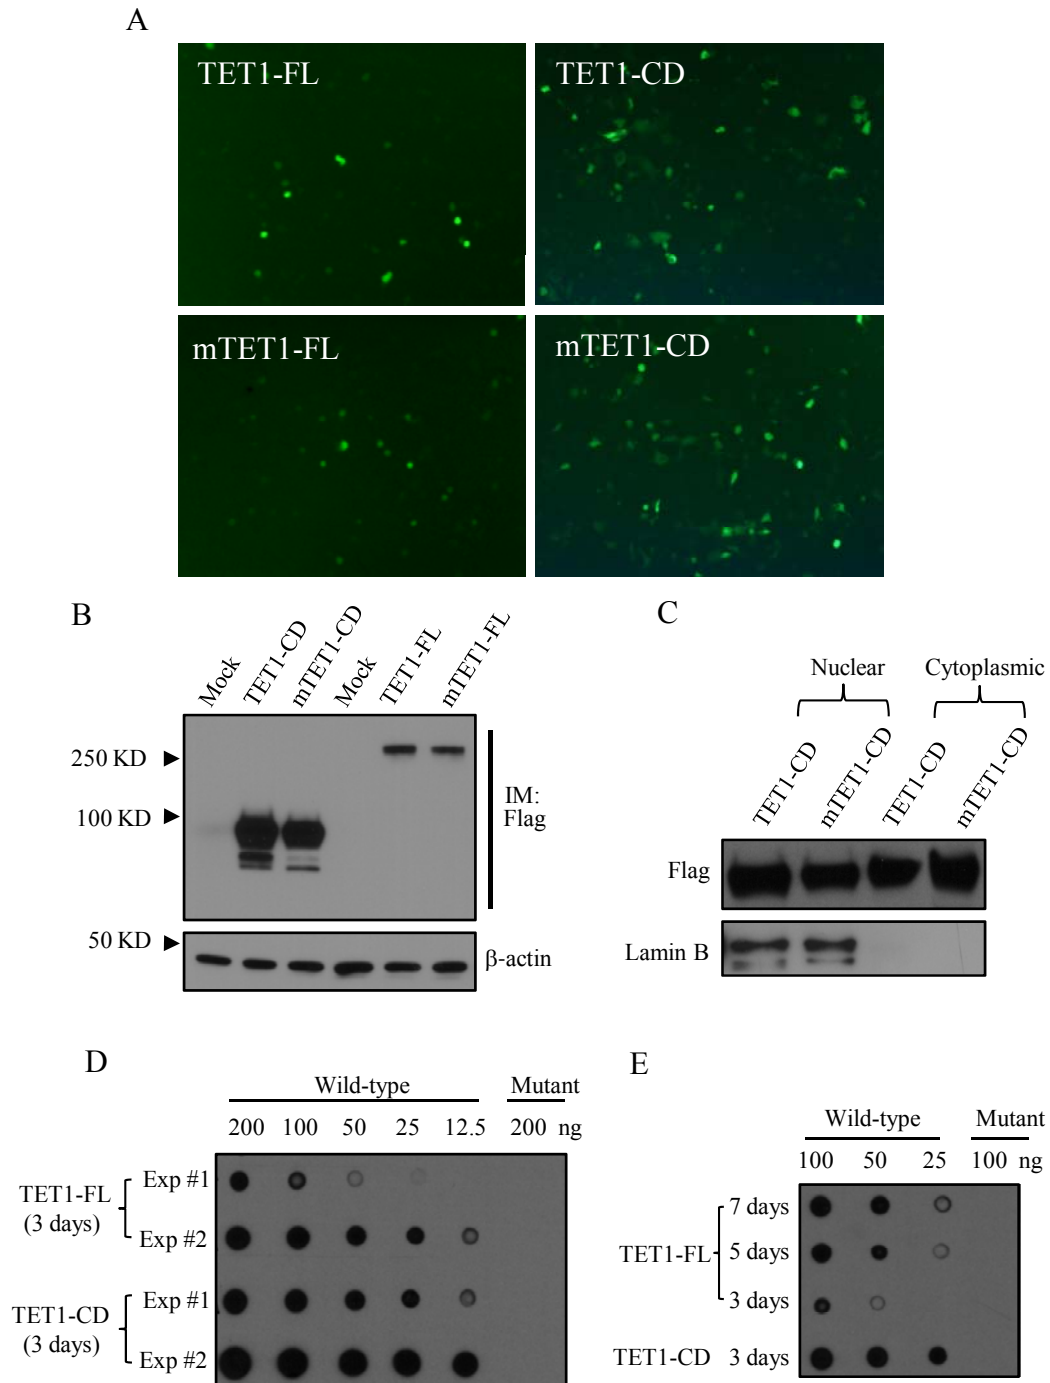 A
TET1-FL
TET1-CD
mTET1-FL
mTET1-CD
B
Mock
TET1-CD
mTET1-CD
Mock
TET1-FL
mTET1-FL
250 KD
100 KD
50 KD
IM:
Flag
β-actin
C
Nuclear
Cytoplasmic
TET1-CD
mTET1-CD
TET1-CD
mTET1-CD
Flag
Lamin B
D
Wild-type
Mutant
200 100 50 25 12.5 200 ng
TET1-FL
(3 days)
Exp #1
Exp #2
TET1-CD
(3 days)
Exp #1
Exp #2
E
Wild-type
Mutant
100 50 25 100 ng
TET1-FL
7 days
5 days
3 days
TET1-CD 3 days